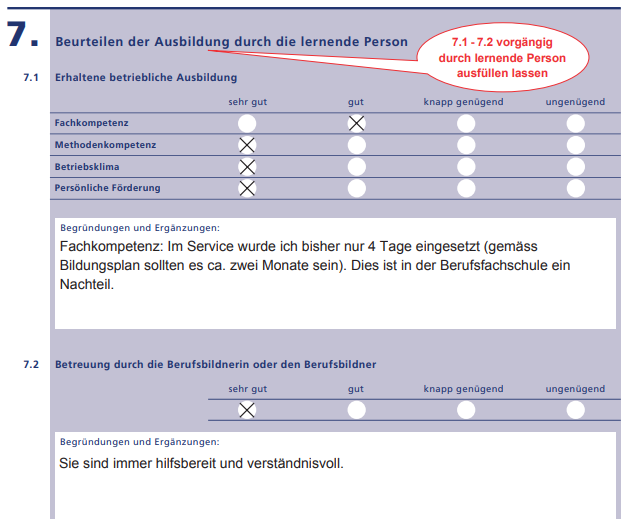 7.
Beurteilen der Ausbildung durch die lernende Person
7.1 - 7.2 vorgängig
durch lernende Person
ausfüllen lassen
7.1 Erhaltene betriebliche Ausbildung
sehr gut gut knapp genügend ungenügend
Fachkompetenz
Methodenkompetenz
Betriebsklima
Persönliche Förderung
Begründungen und Ergänzungen:
Fachkompetenz: Im Service wurde ich bisher nur 4 Tage eingesetzt (gemäss
Bildungsplan sollten es ca. zwei Monate sein). Dies ist in der Berufsfachschule ein
Nachteil.
7.2 Betreuung durch die Berufsbildnerin oder den Berufsbildner
sehr gut gut knapp genügend ungenügend
Begründungen und Ergänzungen:
Sie sind immer hilfsbereit und verständnisvoll.